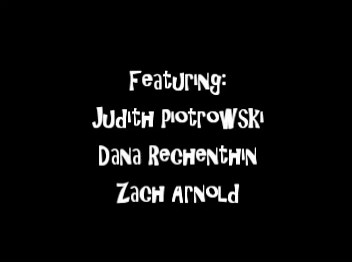 Featuring:
Judith Piotrowski
Dana Rechenthin
Zach Arnold